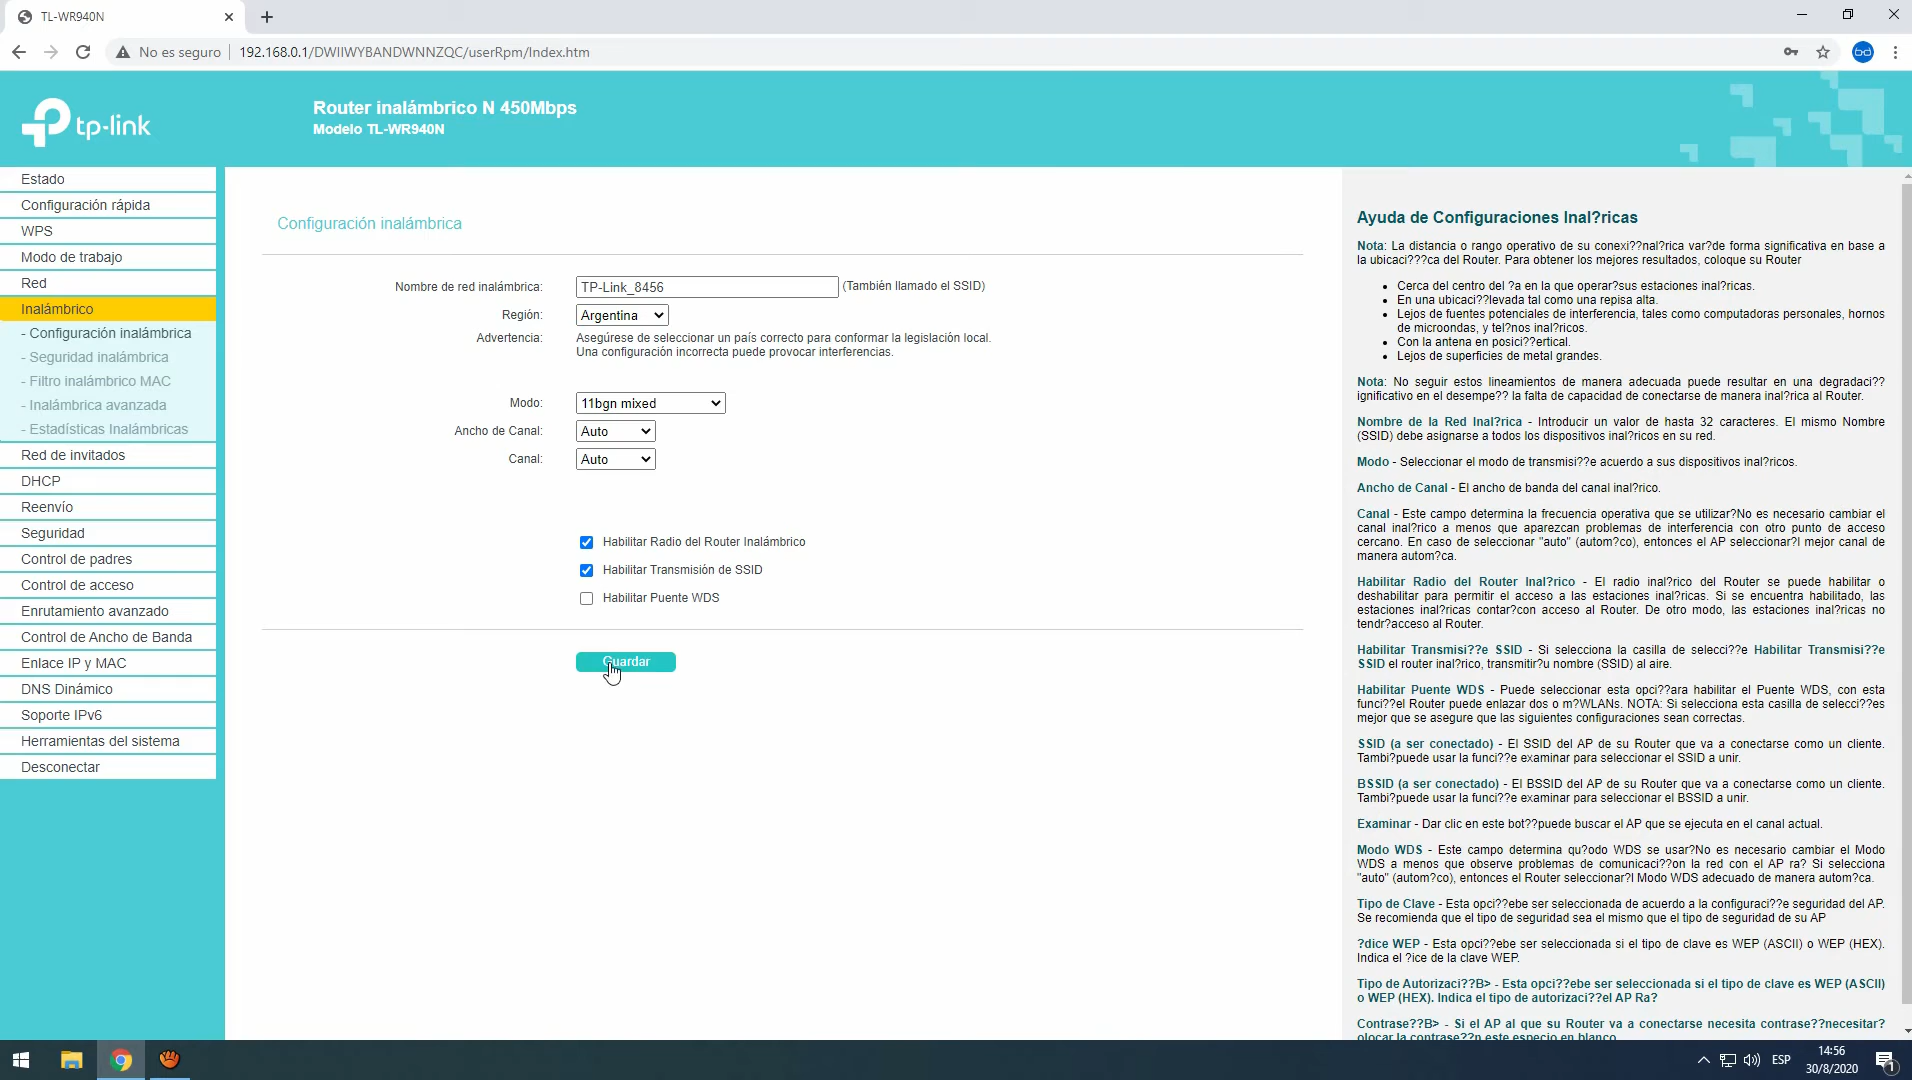 TL-WR940N
No es seguro
192.168.0.1/DWIIWYBANDWNNZQC/userRpm/Index.htm
tp-link
Router inalámbrico N 450Mbps
Modelo TL-WR940N
Estado
Configuración rápida
WPS
Modo de trabajo
Red
Inalámbrico
- Configuración inalámbrica
- Seguridad inalámbrica
- Filtro inalámbrico MAC
- Inalámbrica avanzada
- Estadísticas Inalámbricas
Red de invitados
DHCP
Reenvío
Seguridad
Control de padres
Control de acceso
Enrutamiento avanzado
Control de Ancho de Banda
Enlace IP y MAC
DNS Dinámico
Soporte IPv6
Herramientas del sistema
Desconectar
Configuración inalámbrica
Nombre de red inalámbrica: TP-Link_8456 (También llamado el SSID)
Región: Argentina
Advertencia: Asegúrese de seleccionar un país correcto para conformar la legislación local.
Una configuración incorrecta puede provocar interferencias.
Modo: 11bgn mixed
Ancho de Canal: Auto
Canal: Auto
Habilitar Radio del Router Inalámbrico
Habilitar Transmisión de SSID
Habilitar Puente WDS
Guardar
Ayuda de Configuraciones Inal?ricas
Nota: La distancia o rango operativo de su conexi??nal?rica var?de forma significativa en base a
la ubicaci???ca del Router. Para obtener los mejores resultados, coloque su Router
Cerca del centro del ?a en la que operar?sus estaciones inal?ricas.
En una ubicaci??levada tal como una repisa alta.
Lejos de fuentes potenciales de interferencia, tales como computadoras personales, hornos
de microondas, y tel?nos inal?ricos.
Con la antena en posici??ertical.
Lejos de superficies de metal grandes.
Nota: No seguir estos lineamientos de manera adecuada puede resultar en una degradaci??
ignificativo en el desempe?? la falta de capacidad de conectarse de manera inal?rica al Router.
Nombre de la Red Inal?rica - Introducir un valor de hasta 32 caracteres. El mismo Nombre
(SSID) debe asignarse a todos los dispositivos inal?ricos en su red.
Modo - Seleccionar el modo de transmisi??e acuerdo a sus dispositivos inal?ricos.
Ancho de Canal - El ancho de banda del canal inal?rico.
Canal - Este campo determina la frecuencia operativa que se utilizar?No es necesario cambiar el
canal inal?rico a menos que aparezcan problemas de interferencia con otro punto de acceso
cercano. En caso de seleccionar "auto" (autom?co), entonces el AP seleccionar?l mejor canal de
manera autom?ca.
Habilitar Radio del Router Inal?rico - El radio inal?rico del Router se puede habilitar o
deshabilitar para permitir el acceso a las estaciones inal?ricas. Si se encuentra habilitado, las
estaciones inal?ricas contar?con acceso al Router. De otro modo, las estaciones inal?ricas no
tendr?acceso al Router.
Habilitar Transmisi??e SSID - Si selecciona la casilla de selecci??e Habilitar Transmisi??e
SSID el router inal?rico, transmitir?u nombre (SSID) al aire.
Habilitar Puente WDS - Puede seleccionar esta opci??ara habilitar el Puente WDS, con esta
funci??el Router puede enlazar dos o m?WLANs. NOTA: Si selecciona esta casilla de selecci??es
mejor que se asegure que las siguientes configuraciones sean correctas.
SSID (a ser conectado) - El SSID del AP de su Router que va a conectarse como un cliente.
Tambi?puede usar la funci??e examinar para seleccionar el SSID a unir.
BSSID (a ser conectado) - El BSSID del AP de su Router que va a conectarse como un cliente.
Tambi?puede usar la funci??e examinar para seleccionar el BSSID a unir.
Examinar - Dar clic en este bot??puede buscar el AP que se ejecuta en el canal actual.
Modo WDS - Este campo determina qu?odo WDS se usar?No es necesario cambiar el Modo
WDS a menos que observe problemas de comunicaci??on la red con el AP ra? Si selecciona
"auto" (autom?co), entonces el Router seleccionar?l Modo WDS adecuado de manera autom?ca.
Tipo de Clave - Esta opci??ebe ser seleccionada de acuerdo a la configuraci??e seguridad del AP.
Se recomienda que el tipo de seguridad sea el mismo que el tipo de seguridad de su AP
?dice WEP - Esta opci??ebe ser seleccionada si el tipo de clave es WEP (ASCII) o WEP (HEX).
Indica el ?ice de la clave WEP.
Tipo de Autorizaci??B> - Esta opci??ebe ser seleccionada si el tipo de clave es WEP (ASCII)
o WEP (HEX). Indica el tipo de autorizaci??el AP Ra?
Contrase??B> - Si el AP al que su Router va a conectarse necesita contrase??necesitar?
olocar la contrase??n este especio en blanco.
ESP
14:56
30/8/2020
1